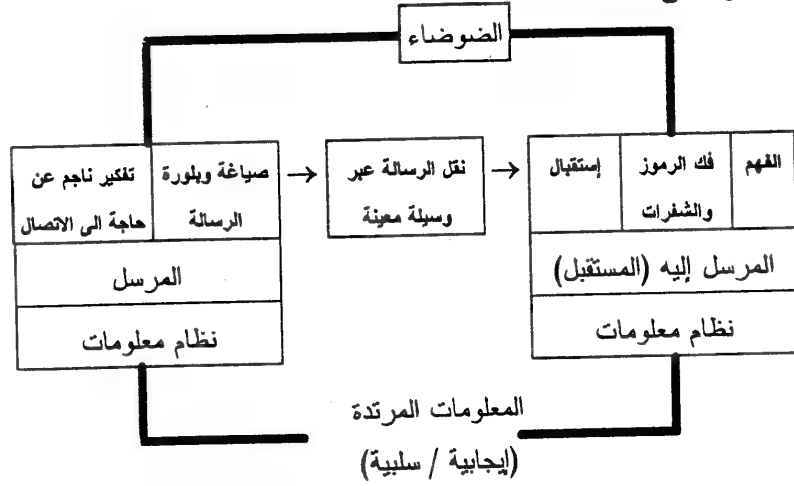 الضوضاء
تفكير ناجم عن
حاجة الى الاتصال
صياغة وبلورة
الرسالة
→
نقل الرسالة عبر
وسيلة معينة
→
إستقبال
فك الرموز
والشفرات
الفهم
المرسل
نظام معلومات
المرسل إليه (المستقبل)
نظام معلومات
المعلومات المرتدة
(إيجابية / سلبية)